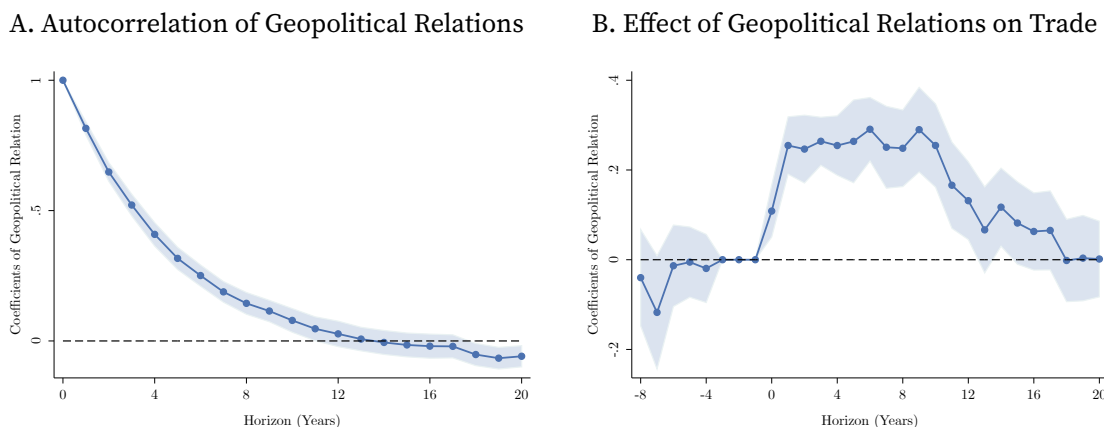 A. Autocorrelation of Geopolitical Relations
Coefficients of Geopolitical Relation
1
.5
0
0 4 8 12 16 20
Horizon (Years)
B. Effect of Geopolitical Relations on Trade
Coefficients of Geopolitical Relation
.4
.2
0
-.2
-8 -4 0 4 8 12 16 20
Horizon (Years)